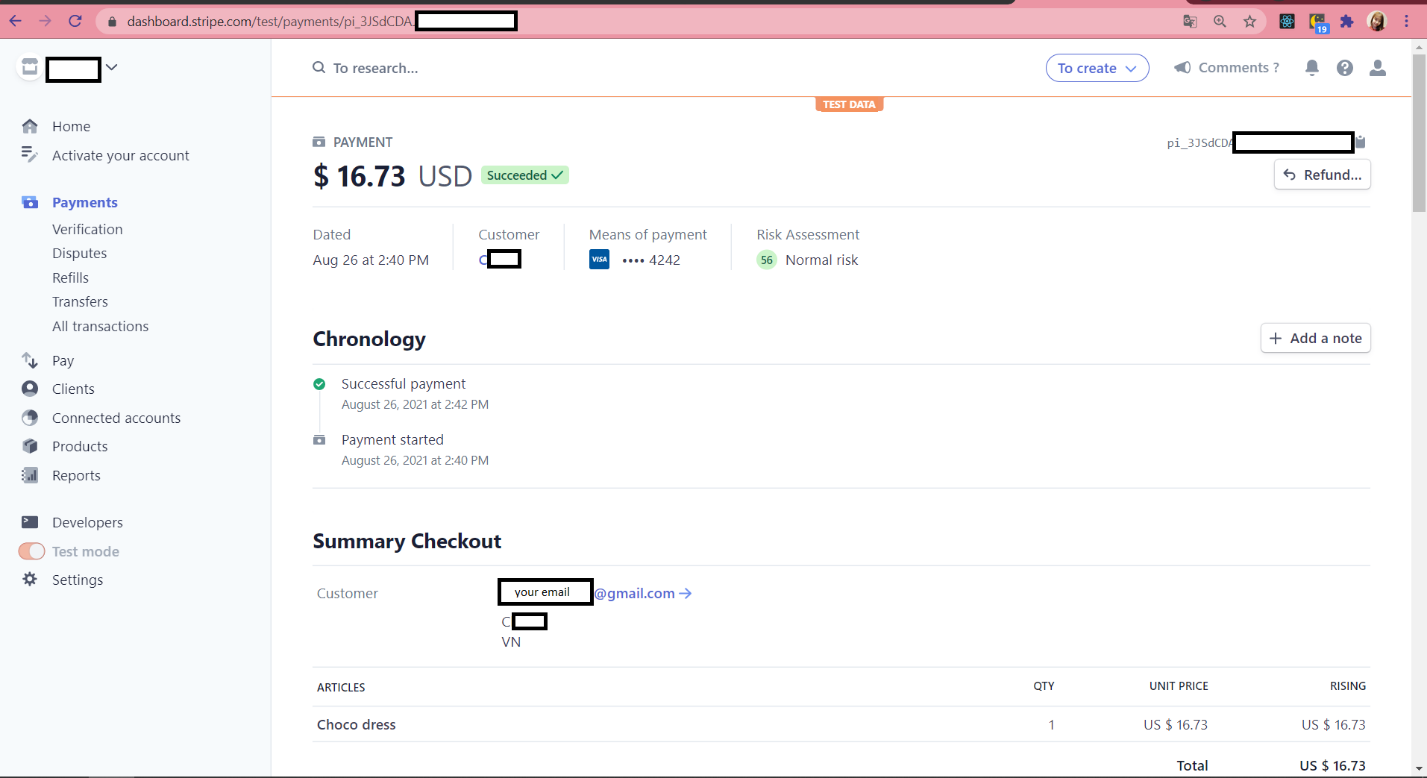 dashboard.stripe.com/test/payments/pi_3JSdCDA
19
To research...
To create
Comments ?
TEST DATA
Home
Activate your account
Payments
Verification
Disputes
Refills
Transfers
All transactions
Pay
Clients
Connected accounts
Products
Reports
Developers
Test mode
Settings
PAYMENT
pi_3JSdCDA
$ 16.73 USD Succeeded
Refund...
Dated
Customer
Means of payment
Risk Assessment
Aug 26 at 2:40 PM
C
VISA •••• 4242
56 Normal risk
Chronology
Add a note
Successful payment
August 26, 2021 at 2:42 PM
Payment started
August 26, 2021 at 2:40 PM
Summary Checkout
Customer
your email @gmail.com
C
VN
ARTICLES QTY UNIT PRICE RISING
Choco dress 1 US $ 16.73 US $ 16.73
Total US $ 16.73